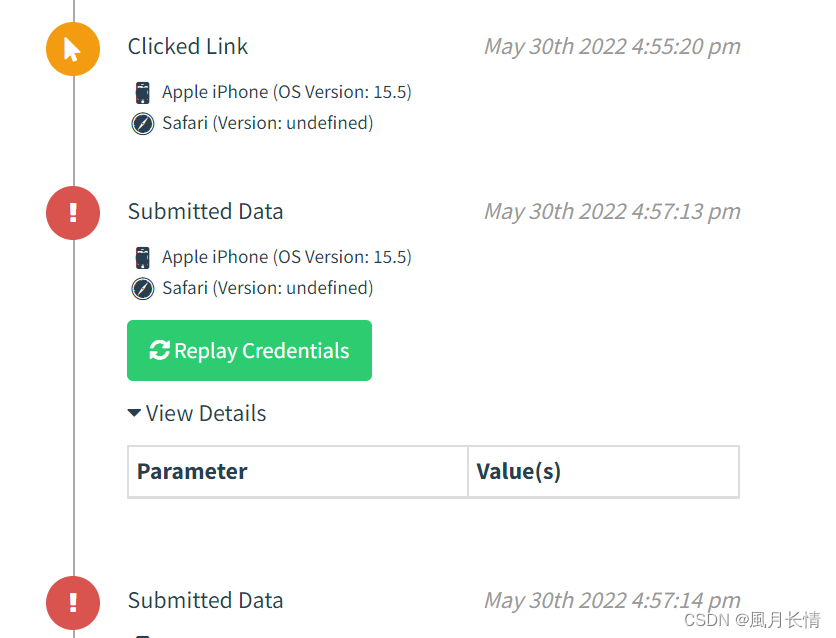 Clicked Link May 30th 2022 4:55:20 pm
Apple iPhone (OS Version: 15.5)
Safari (Version: undefined)
Submitted Data May 30th 2022 4:57:13 pm
Apple iPhone (OS Version: 15.5)
Safari (Version: undefined)
Replay Credentials
View Details
Parameter Value(s)
Submitted Data May 30th 2022 4:57:14 pm
CSDN @風月长情